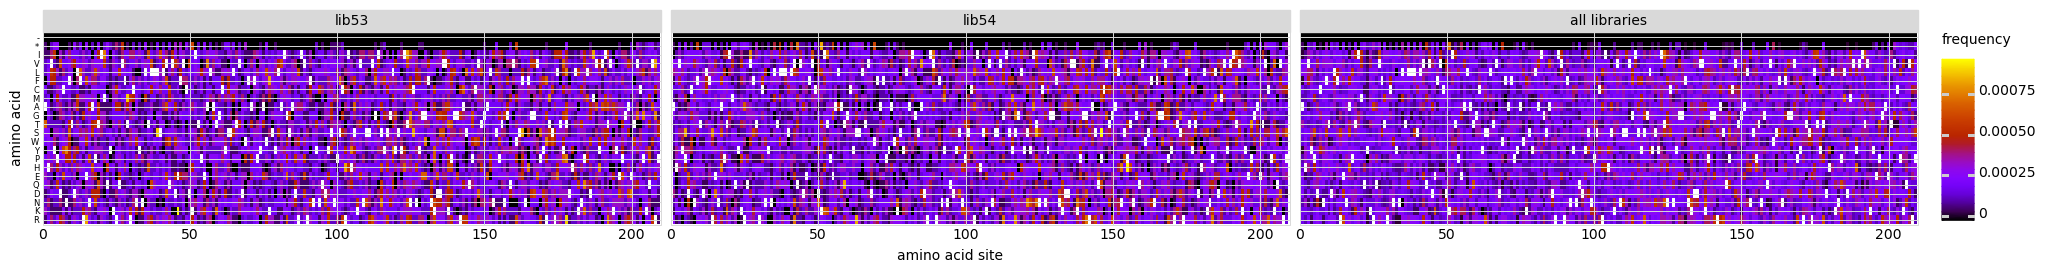 lib53 lib54 all libraries
frequency
0.00075
0.00050
0.00025
0
amino acid
-
*
I
V
L
F
C
M
A
G
T
S
W
Y
P
H
E
Q
D
N
K
R
0 50 100 150 200 0 50 100 150 200 0 50 100 150 200
amino acid site